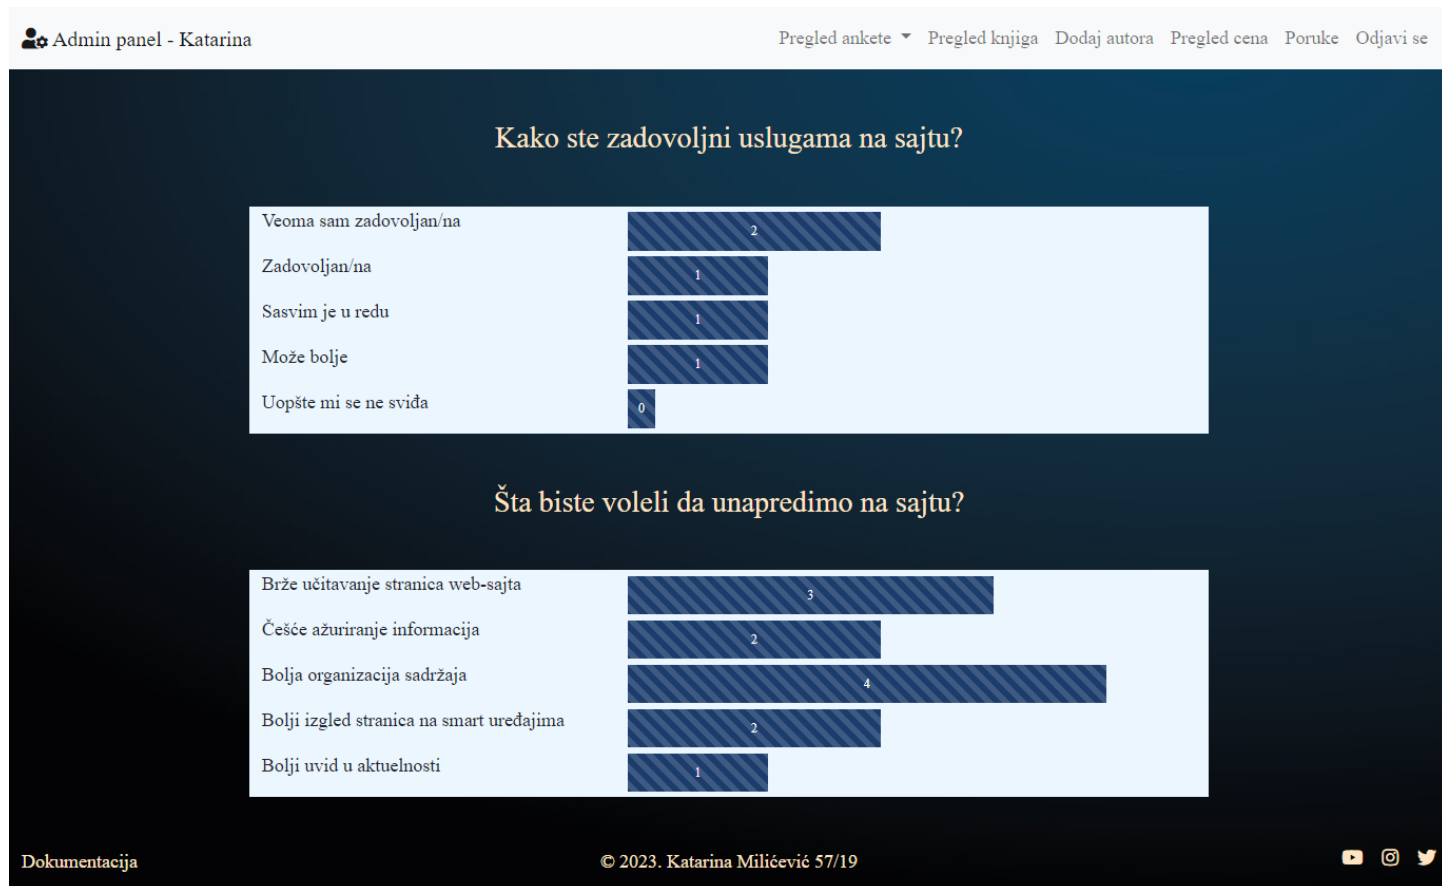 Admin panel - Katarina
Pregled ankete Pregled knjiga Dodaj autora Pregled cena Poruke Odjavi se
Kako ste zadovoljni uslugama na sajtu?
Veoma sam zadovoljan/na 2
Zadovoljan/na 1
Sasvim je u redu 1
Može bolje 1
Uopšte mi se ne sviđa 0
Šta biste voleli da unapredimo na sajtu?
Brže učitavanje stranica web-sajta 3
Češće ažuriranje informacija 2
Bolja organizacija sadržaja 4
Bolji izgled stranica na smart uređajima 2
Bolji uvid u aktuelnosti 1
Dokumentacija © 2023. Katarina Milićević 57/19